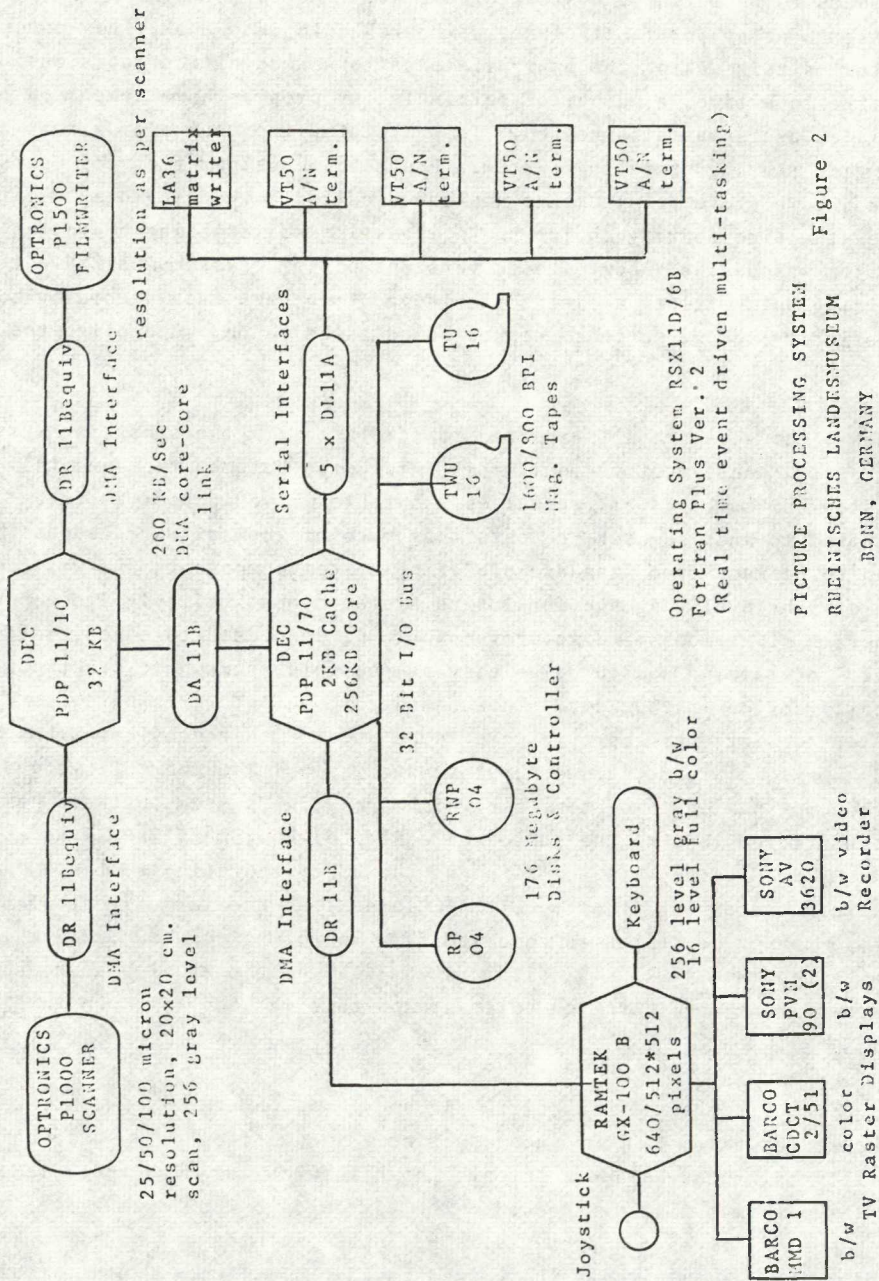 OPTRONICS
P1000
SCANNER
25/50/100 micron
resolution, 20x20 cm.
scan, 256 gray level
DR 11Bequiv
DMA Interface
DEC
PDP 11/10
32 KB
DR 11Bequiv
DMA Interface
OPTRONICS
P1500
FILMWRITER
resolution as per scanner
DA 11B
200 KB/Sec
DMA core-core
link
DMA Interface
DR 11B
DEC
PDP 11/70
2KB Cache
256KB Core
32 Bit I/O Bus
Serial Interfaces
5 x DL11A
LA36
matrix
writer
VT50
A/N
term.
VT50
A/N
term.
VT50
A/N
term.
VT50
A/N
term.
RP
04
RWP
04
176 Megabyte
Disks & Controller
TWU
16
TU
16
1600/800 BPI
Mag. Tapes
Joystick
RAMTEK
GX-100 B
640/512*512
pixels
Keyboard
256 level gray b/w
16 level full color
BARCO
MMD 1
BARCO
CDCT
2/51
SONY
PVM
90 (2)
SONY
AV
3620
b/w color b/w b/w video
TV Raster Displays Recorder
Operating System RSX11D/6B
Fortran Plus Ver. 2
(Real time event driven multi-tasking)
PICTURE PROCESSING SYSTEM
RHEINISCHES LANDESMUSEUM Figure 2
BONN, GERMANY